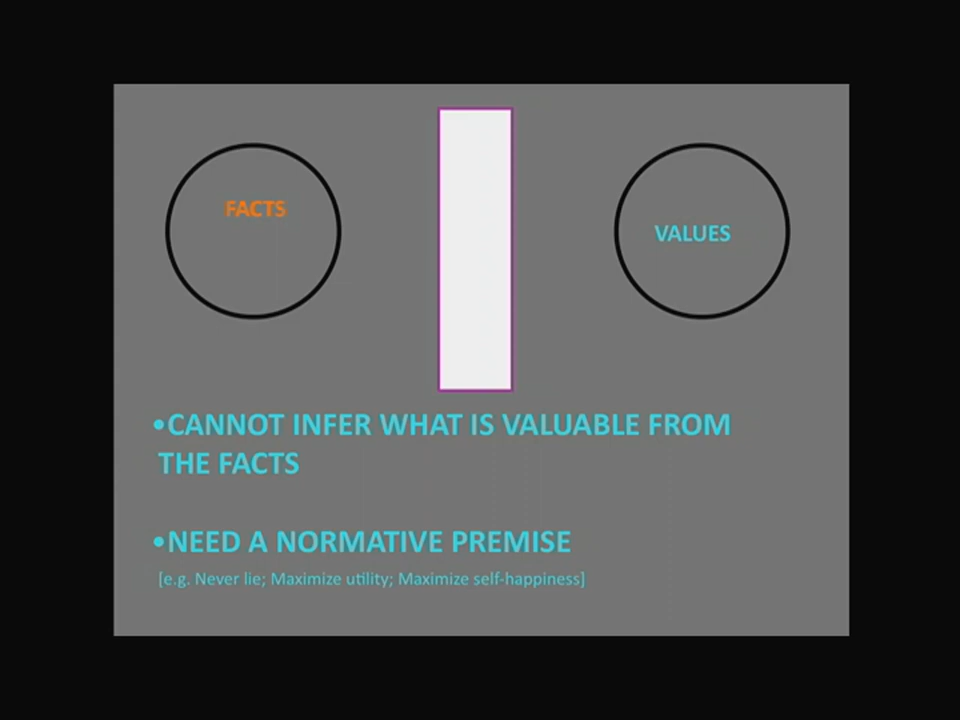 FACTS
VALUES
•CANNOT INFER WHAT IS VALUABLE FROM
THE FACTS
•NEED A NORMATIVE PREMISE
[e.g. Never lie; Maximize utility; Maximize self-happiness]